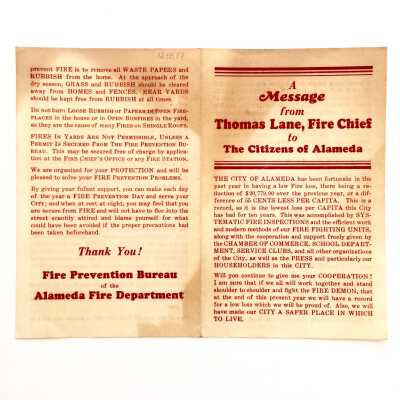 prevent FIRE is to remove all WASTE PAPERS and
RUBBISH from the home. At the approach of the
dry season, GRASS and RUBBISH should be cleared
away from HOMES and FENCES. REAR YARDS
should be kept free from RUBBISH at all times.
Do not burn Loose Rubbish or Papers in Open Fire-
places in the HOUSE or in Open Bonfires in the yard,
as they are the cause of many Fires on Shingle Roofs.
FIRES In Yards Are Not Permissible, Unless A
Permit Is Secured From The Fire Prevention Bu-
reau. This may be secured free of charge by applica-
tion at the Fire Chief's Office or any Fire Station.
We are organized for your PROTECTION and will be
pleased to solve your Fire Prevention Problems.
By giving your fullest support, you can make each day
of the year a FIRE PREVENTION DAY and serve your
City; and when at rest at night, you may feel that you
are secure from FIRE and will not have to flee into the
street scantily attired and blame yourself for what
could have been avoided if the proper precautions had
been taken beforehand.
Thank You!
Fire Prevention Bureau
of the
Alameda Fire Department
A
Message
from
Thomas Lane, Fire Chief
to
The Citizens of Alameda
THE CITY OF ALAMEDA has been fortunate in the
past year in having a low Fire loss, there being a re-
duction of $20,775.00 over the previous year, or a dif-
ference of 55 CENTS LESS PER CAPITA. This is a
record, as it is the lowest loss per CAPITA this City
has had for ten years. This was accomplished by SYS-
TEMATIC FIRE INSPECTIONS and the efficient work
and modern methods of our FIRE FIGHTING UNITS,
along with the cooperation and support freely given by
the CHAMBER OF COMMERCE, SCHOOL DEPART-
MENT, SERVICE CLUBS, and all other organizations
of the City, as well as the PRESS and particularly our
HOUSEHOLDERS in this CITY.
Will you continue to give me your COOPERATION?
I am sure that if we all will work together and stand
shoulder to shoulder and fight the FIRE DEMON, that
at the end of this present year we will have a record
for a low loss which we will be proud of. Also, we will
have made our CITY A SAFER PLACE IN WHICH
TO LIVE.